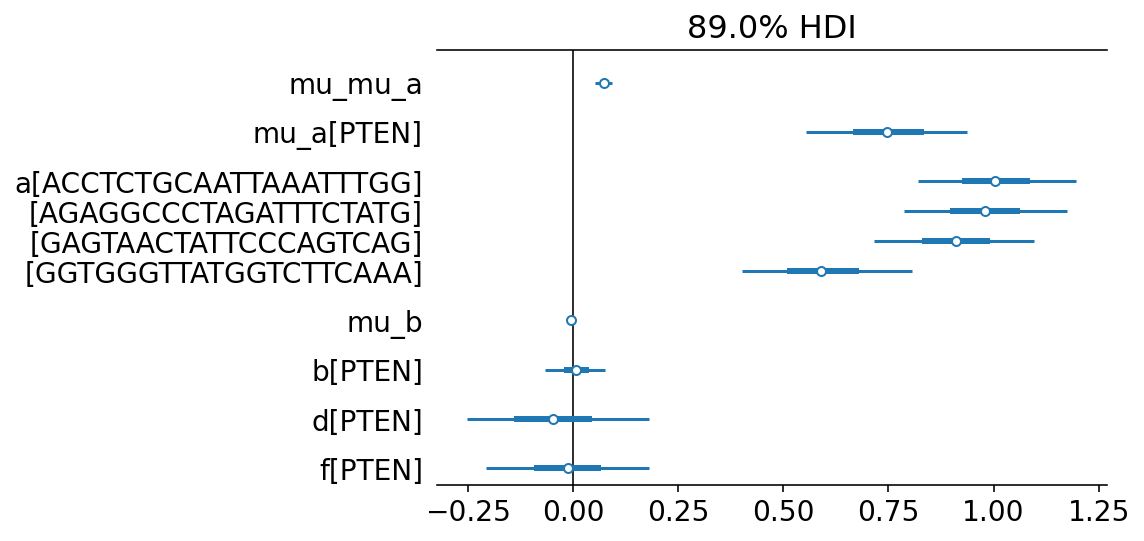 89.0% HDI
mu_mu_a
mu_a[PTEN]
a[ACCTCTGCAATTAAATTTGG]
[AGAGGCCCTAGATTTCTATG]
[GAGTAACTATTCCCAGTCAG]
[GGTGGGTTATGGTCTTCAAA]
mu_b
b[PTEN]
d[PTEN]
f[PTEN]
−0.25 0.00 0.25 0.50 0.75 1.00 1.25